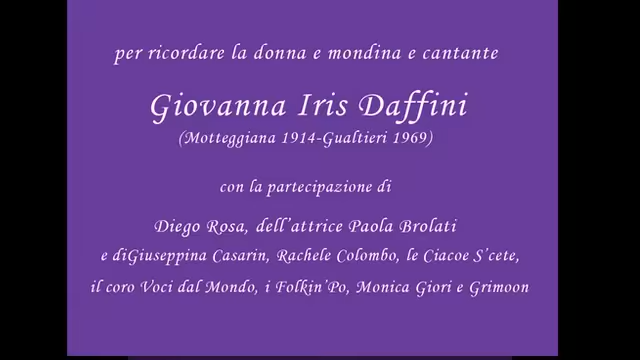 per ricordare la donna e mondina e cantante
Giovanna Iris Daffini
(Motteggiana 1914-Gualtieri 1969)
con la partecipazione di
Diego Rosa, dell'attrice Paola Brolati
e diGiuseppina Casarin, Rachele Colombo, le Ciacoe S'cete,
il coro Voci dal Mondo, i Folkin'Po, Monica Giori e Grimoon